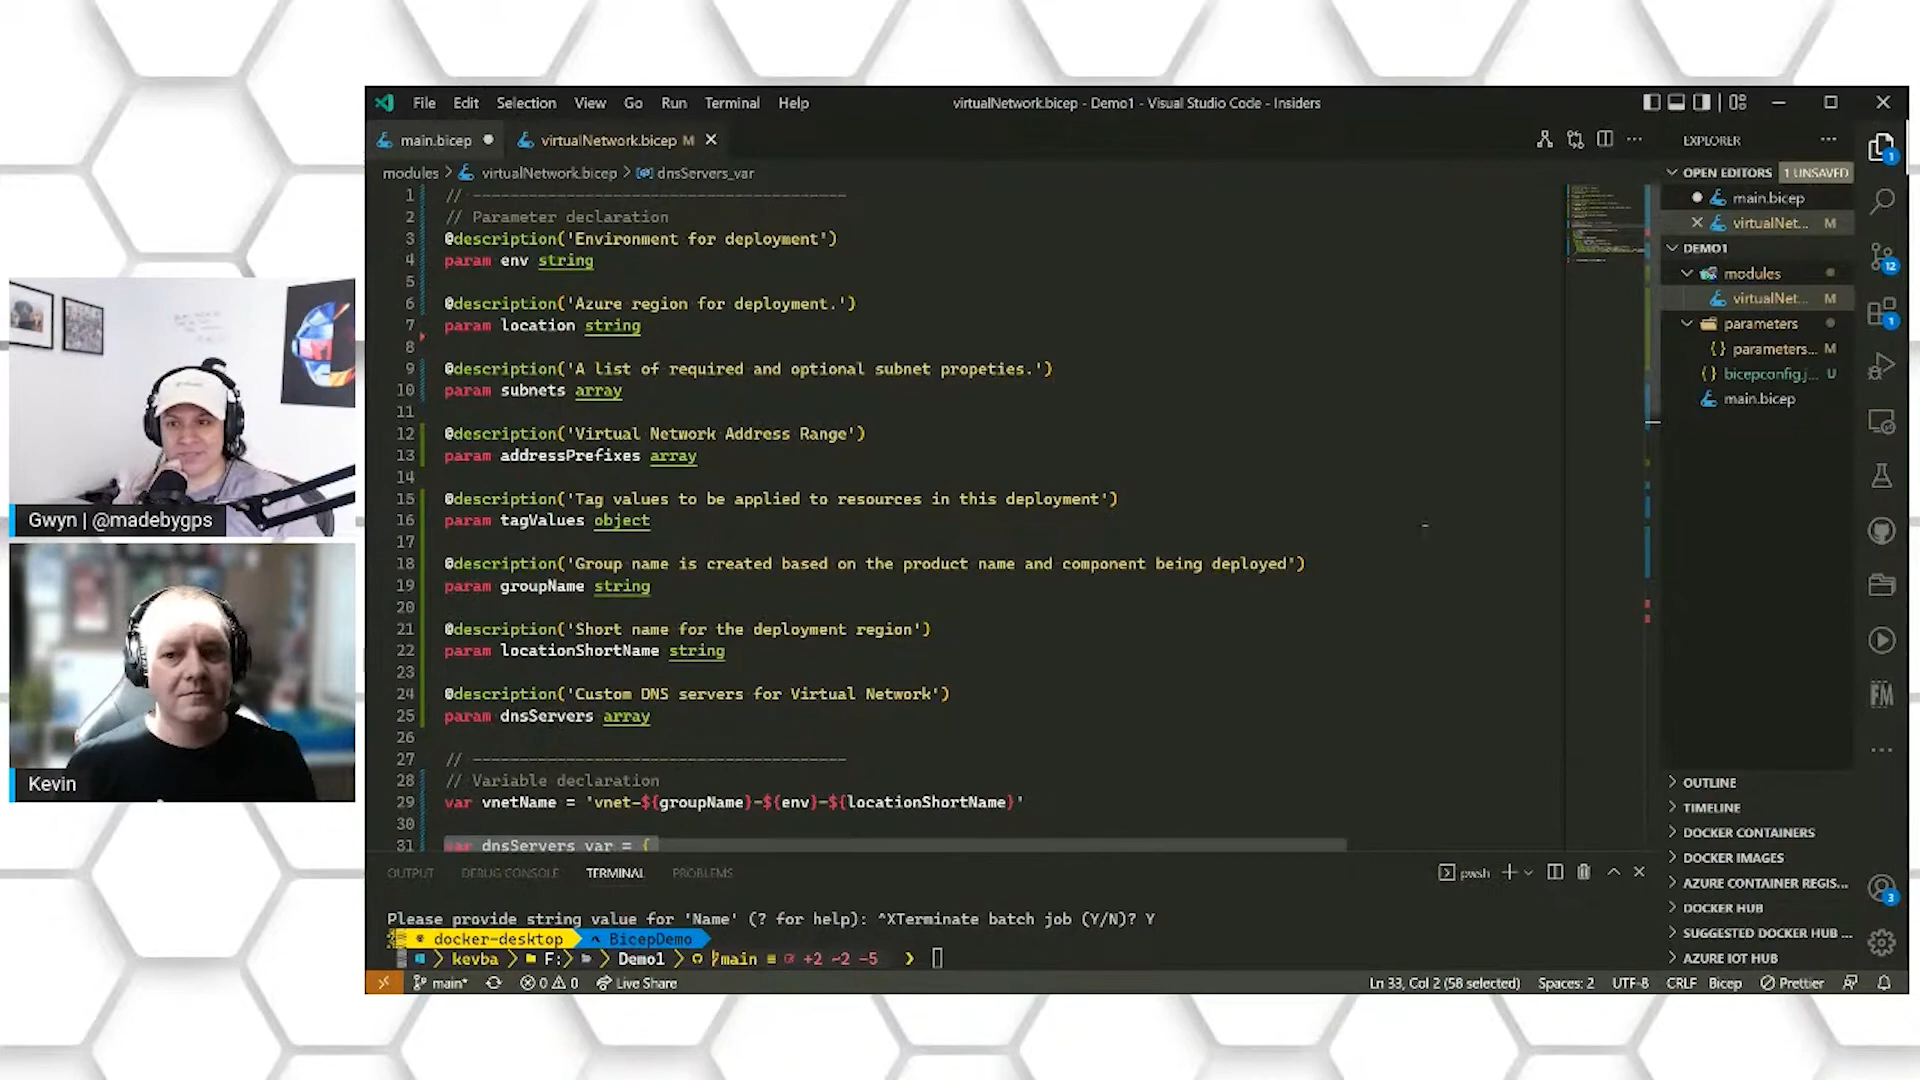 File Edit Selection View Go Run Terminal Help
virtualNetwork.bicep - Demo1 - Visual Studio Code - Insiders
main.bicep
virtualNetwork.bicep M
modules > virtualNetwork.bicep > dnsServers_var
1 // ----------------------------------------
2 // Parameter declaration
3 @description('Environment for deployment')
4 param env string
5
6 @description('Azure region for deployment.')
7 param location string
8
9 @description('A list of required and optional subnet propeties.')
10 param subnets array
11
12 @description('Virtual Network Address Range')
13 param addressPrefixes array
14
15 @description('Tag values to be applied to resources in this deployment')
16 param tagValues object
17
18 @description('Group name is created based on the product name and component being deployed')
19 param groupName string
20
21 @description('Short name for the deployment region')
22 param locationShortName string
23
24 @description('Custom DNS servers for Virtual Network')
25 param dnsServers array
26
27 // ----------------------------------------
28 // Variable declaration
29 var vnetName = 'vnet-${groupName}-${env}-${locationShortName}'
30
31 var dnsServers_var = {
OUTPUT DEBUG CONSOLE TERMINAL PROBLEMS
pwsh
Please provide string value for 'Name' (? for help): ^XTerminate batch job (Y/N)? Y
docker-desktop BicepDemo
kevba F: Demo1 main +2 ~2 -5
main* 0 0 Live Share
Ln 33, Col 2 (58 selected) Spaces: 2 UTF-8 CRLF Bicep Prettier
EXPLORER
OPEN EDITORS 1 UNSAVED
main.bicep
virtualNet... M
DEMO1
modules
virtualNet... M
parameters
{} parameters... M
{} bicepconfig.j... U
main.bicep
OUTLINE
TIMELINE
DOCKER CONTAINERS
DOCKER IMAGES
AZURE CONTAINER REGIS...
DOCKER HUB
SUGGESTED DOCKER HUB ...
AZURE IOT HUB
1
12
1
FM
3
Gwyn | @madebygps
Kevin